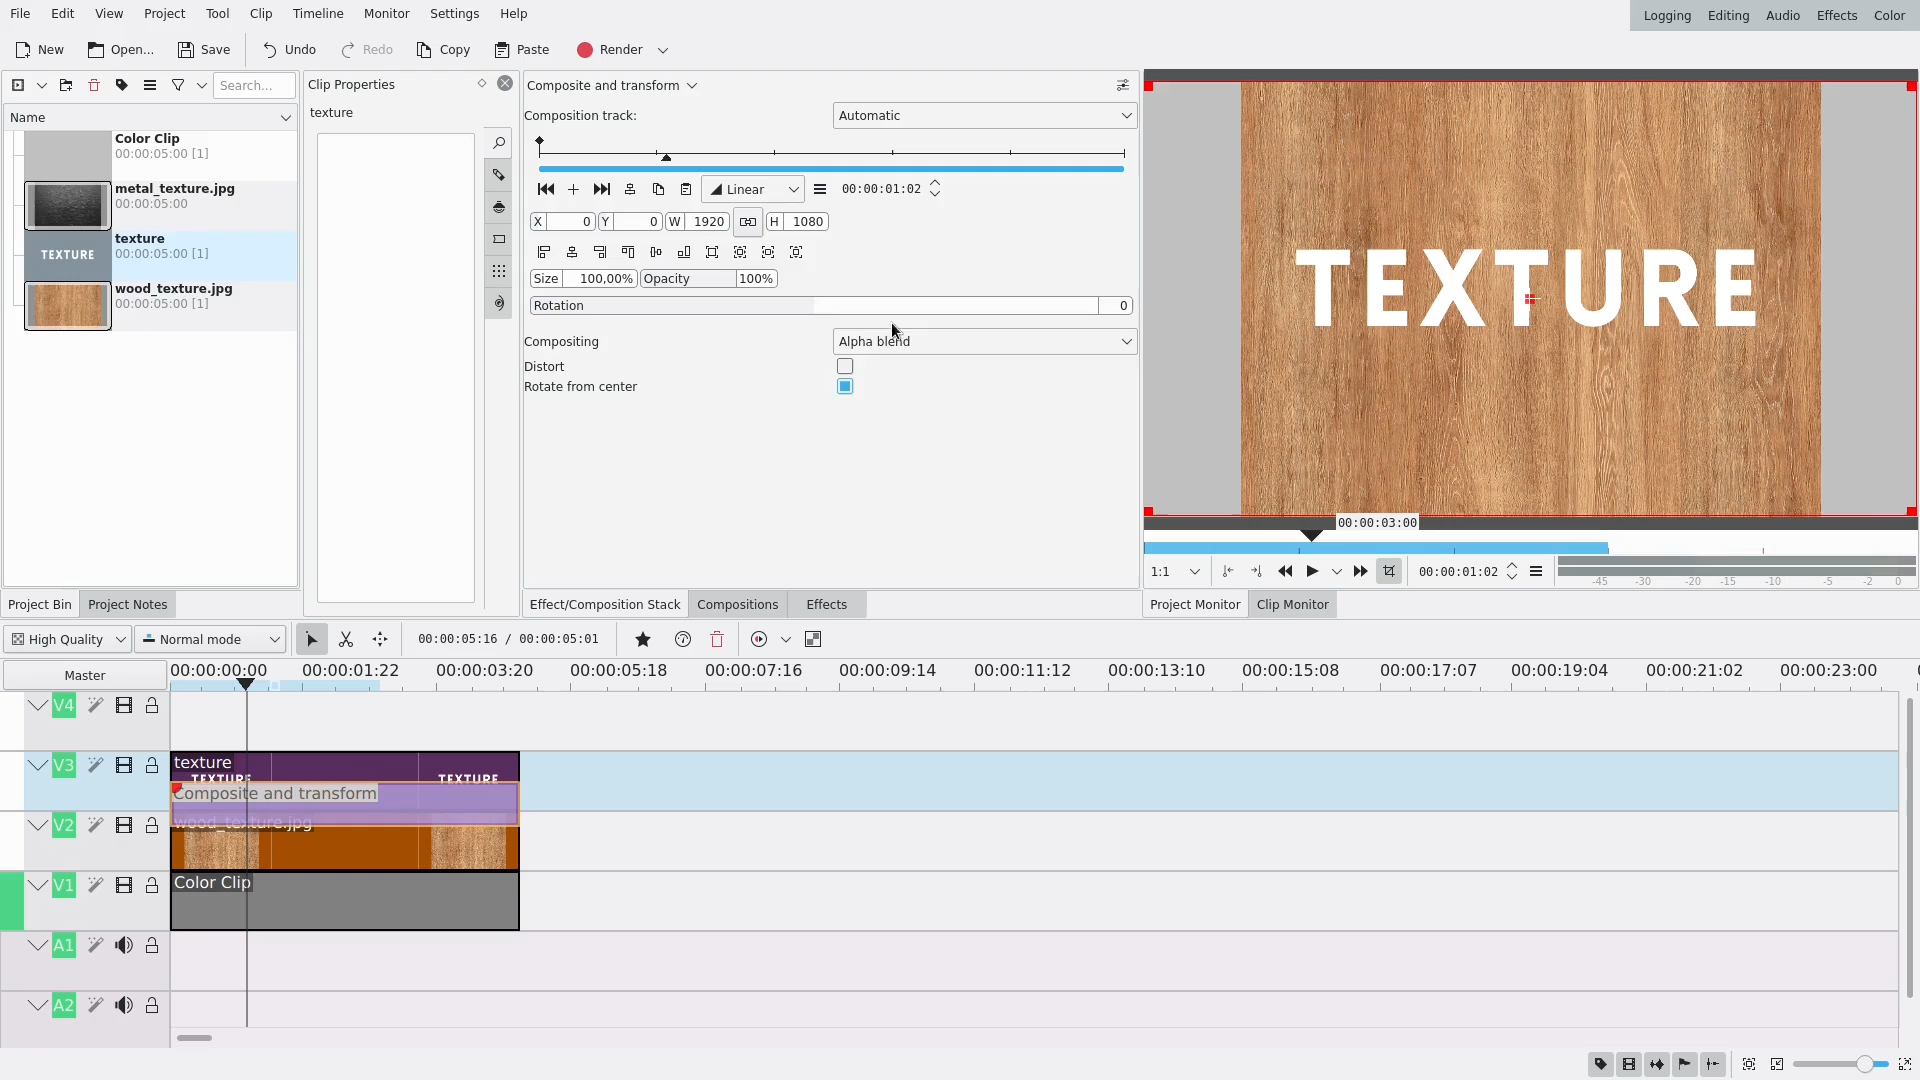 File Edit View Project Tool Clip Timeline Monitor Settings Help
Logging Editing Audio Effects Color
New Open... Save Undo Redo Copy Paste Render
Search...
Name
Color Clip
00:00:05:00 [1]
metal_texture.jpg
00:00:05:00
TEXTURE
texture
00:00:05:00 [1]
wood_texture.jpg
00:00:05:00 [1]
Project Bin Project Notes
Clip Properties
texture
Composite and transform
Composition track: Automatic
Linear 00:00:01:02
X 0 Y 0 W 1920 H 1080
Size 100,00% Opacity 100%
Rotation 0
Compositing Alpha blend
Distort
Rotate from center
Effect/Composition Stack Compositions Effects
TEXTURE
00:00:03:00
1:1 00:00:01:02
-45 -30 -20 -15 -10 -5 -2 0
Project Monitor Clip Monitor
High Quality Normal mode 00:00:05:16 / 00:00:05:01
Master
00:00:00:00 00:00:01:22 00:00:03:20 00:00:05:18 00:00:07:16 00:00:09:14 00:00:11:12 00:00:13:10 00:00:15:08 00:00:17:07 00:00:19:04 00:00:21:02 00:00:23:00
V4
V3 texture
TEXTURE TEXTURE
Composite and transform
V2 wood_texture.jpg
V1 Color Clip
A1
A2